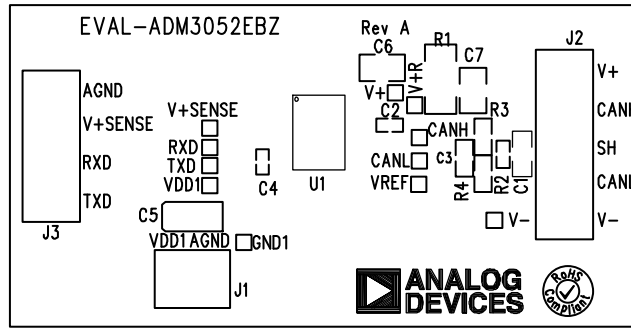 EVAL-ADM3052EBZ
Rev A
C6
R1
C7
J2
V+
V+R
V+
AGND
V+SENSE
RXD
TXD
J3
V+SENSE
RXD
TXD
VDD1
C4
U1
C2
CANH
CANL
VREF
R3
C3
R4
R2
C1
SH
V-
V-
C5
VDD1 AGND
GND1
J1
ANALOG
DEVICES
RoHS
Compliant